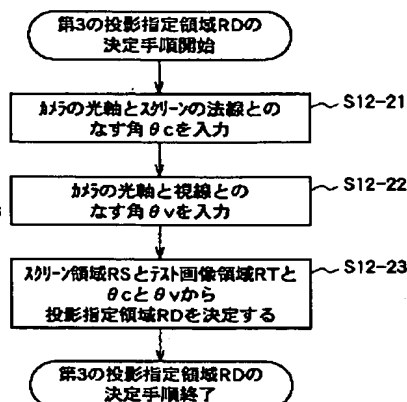 第3の投影指定領域RDの
決定手順開始
カメラの光軸とスクリーンの法線との
なす角θcを入力
S12-21
カメラの光軸と視線との
なす角θvを入力
S12-22
スクリーン領域RSとテスト画像領域RTと
θcとθvから
投影指定領域RDを決定する
S12-23
第3の投影指定領域RDの
決定手順終了